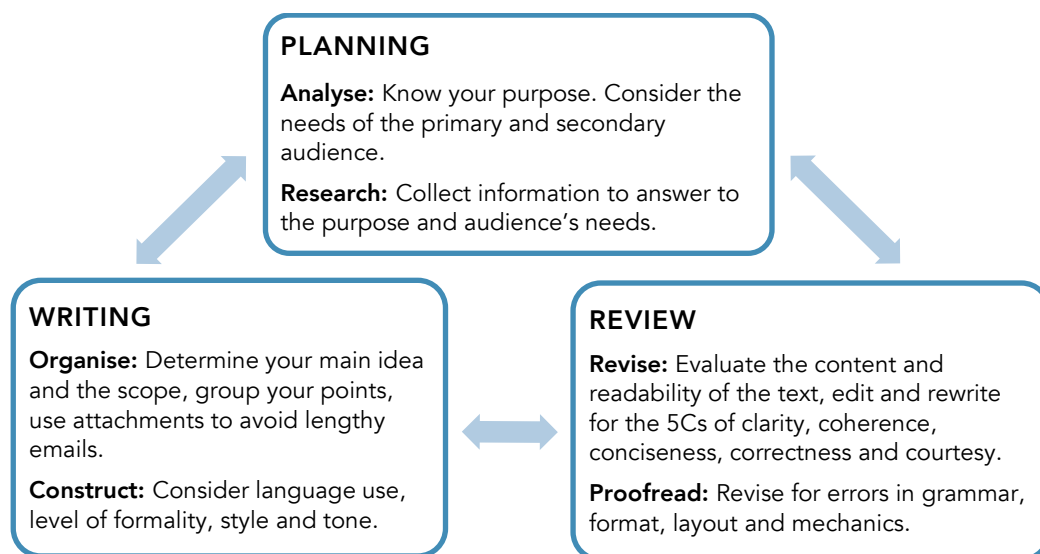 PLANNING
Analyse: Know your purpose. Consider the
needs of the primary and secondary
audience.
Research: Collect information to answer to
the purpose and audience’s needs.
WRITING
Organise: Determine your main idea
and the scope, group your points,
use attachments to avoid lengthy
emails.
Construct: Consider language use,
level of formality, style and tone.
REVIEW
Revise: Evaluate the content and
readability of the text, edit and rewrite
for the 5Cs of clarity, coherence,
conciseness, correctness and courtesy.
Proofread: Revise for errors in grammar,
format, layout and mechanics.